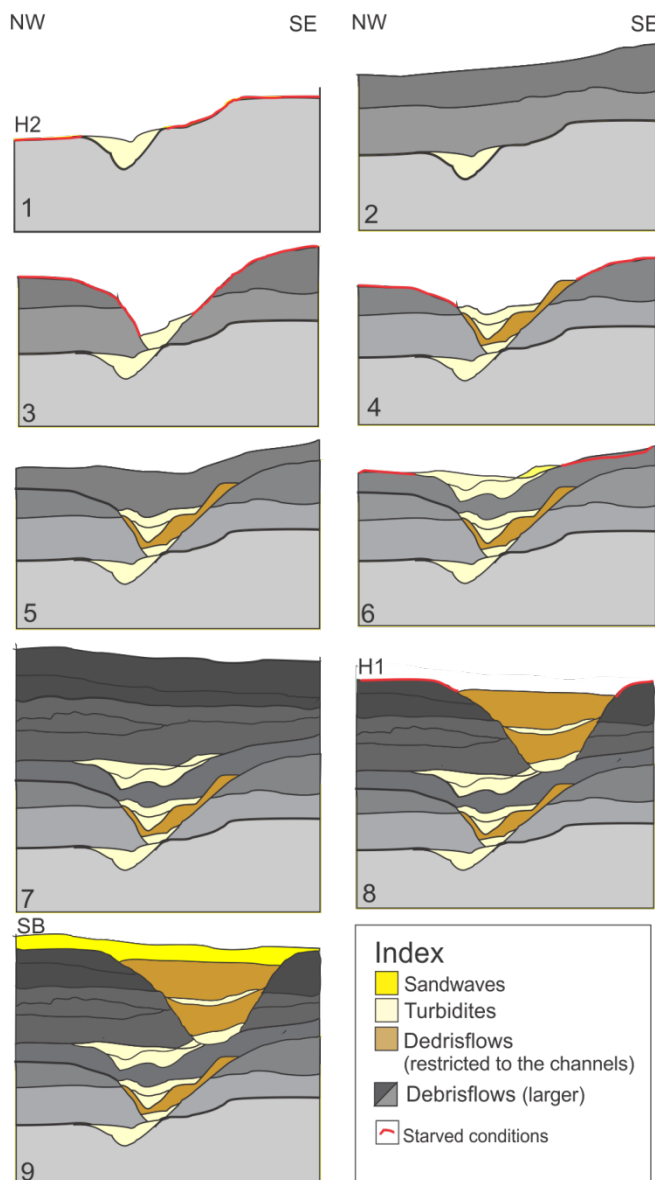 NW SE NW SE
H2
1
2
3
4
5
6
7
H1
8
SB
9
Index
Sandwaves
Turbidites
Dedrisflows
(restricted to the channels)
Debrisflows (larger)
Starved conditions